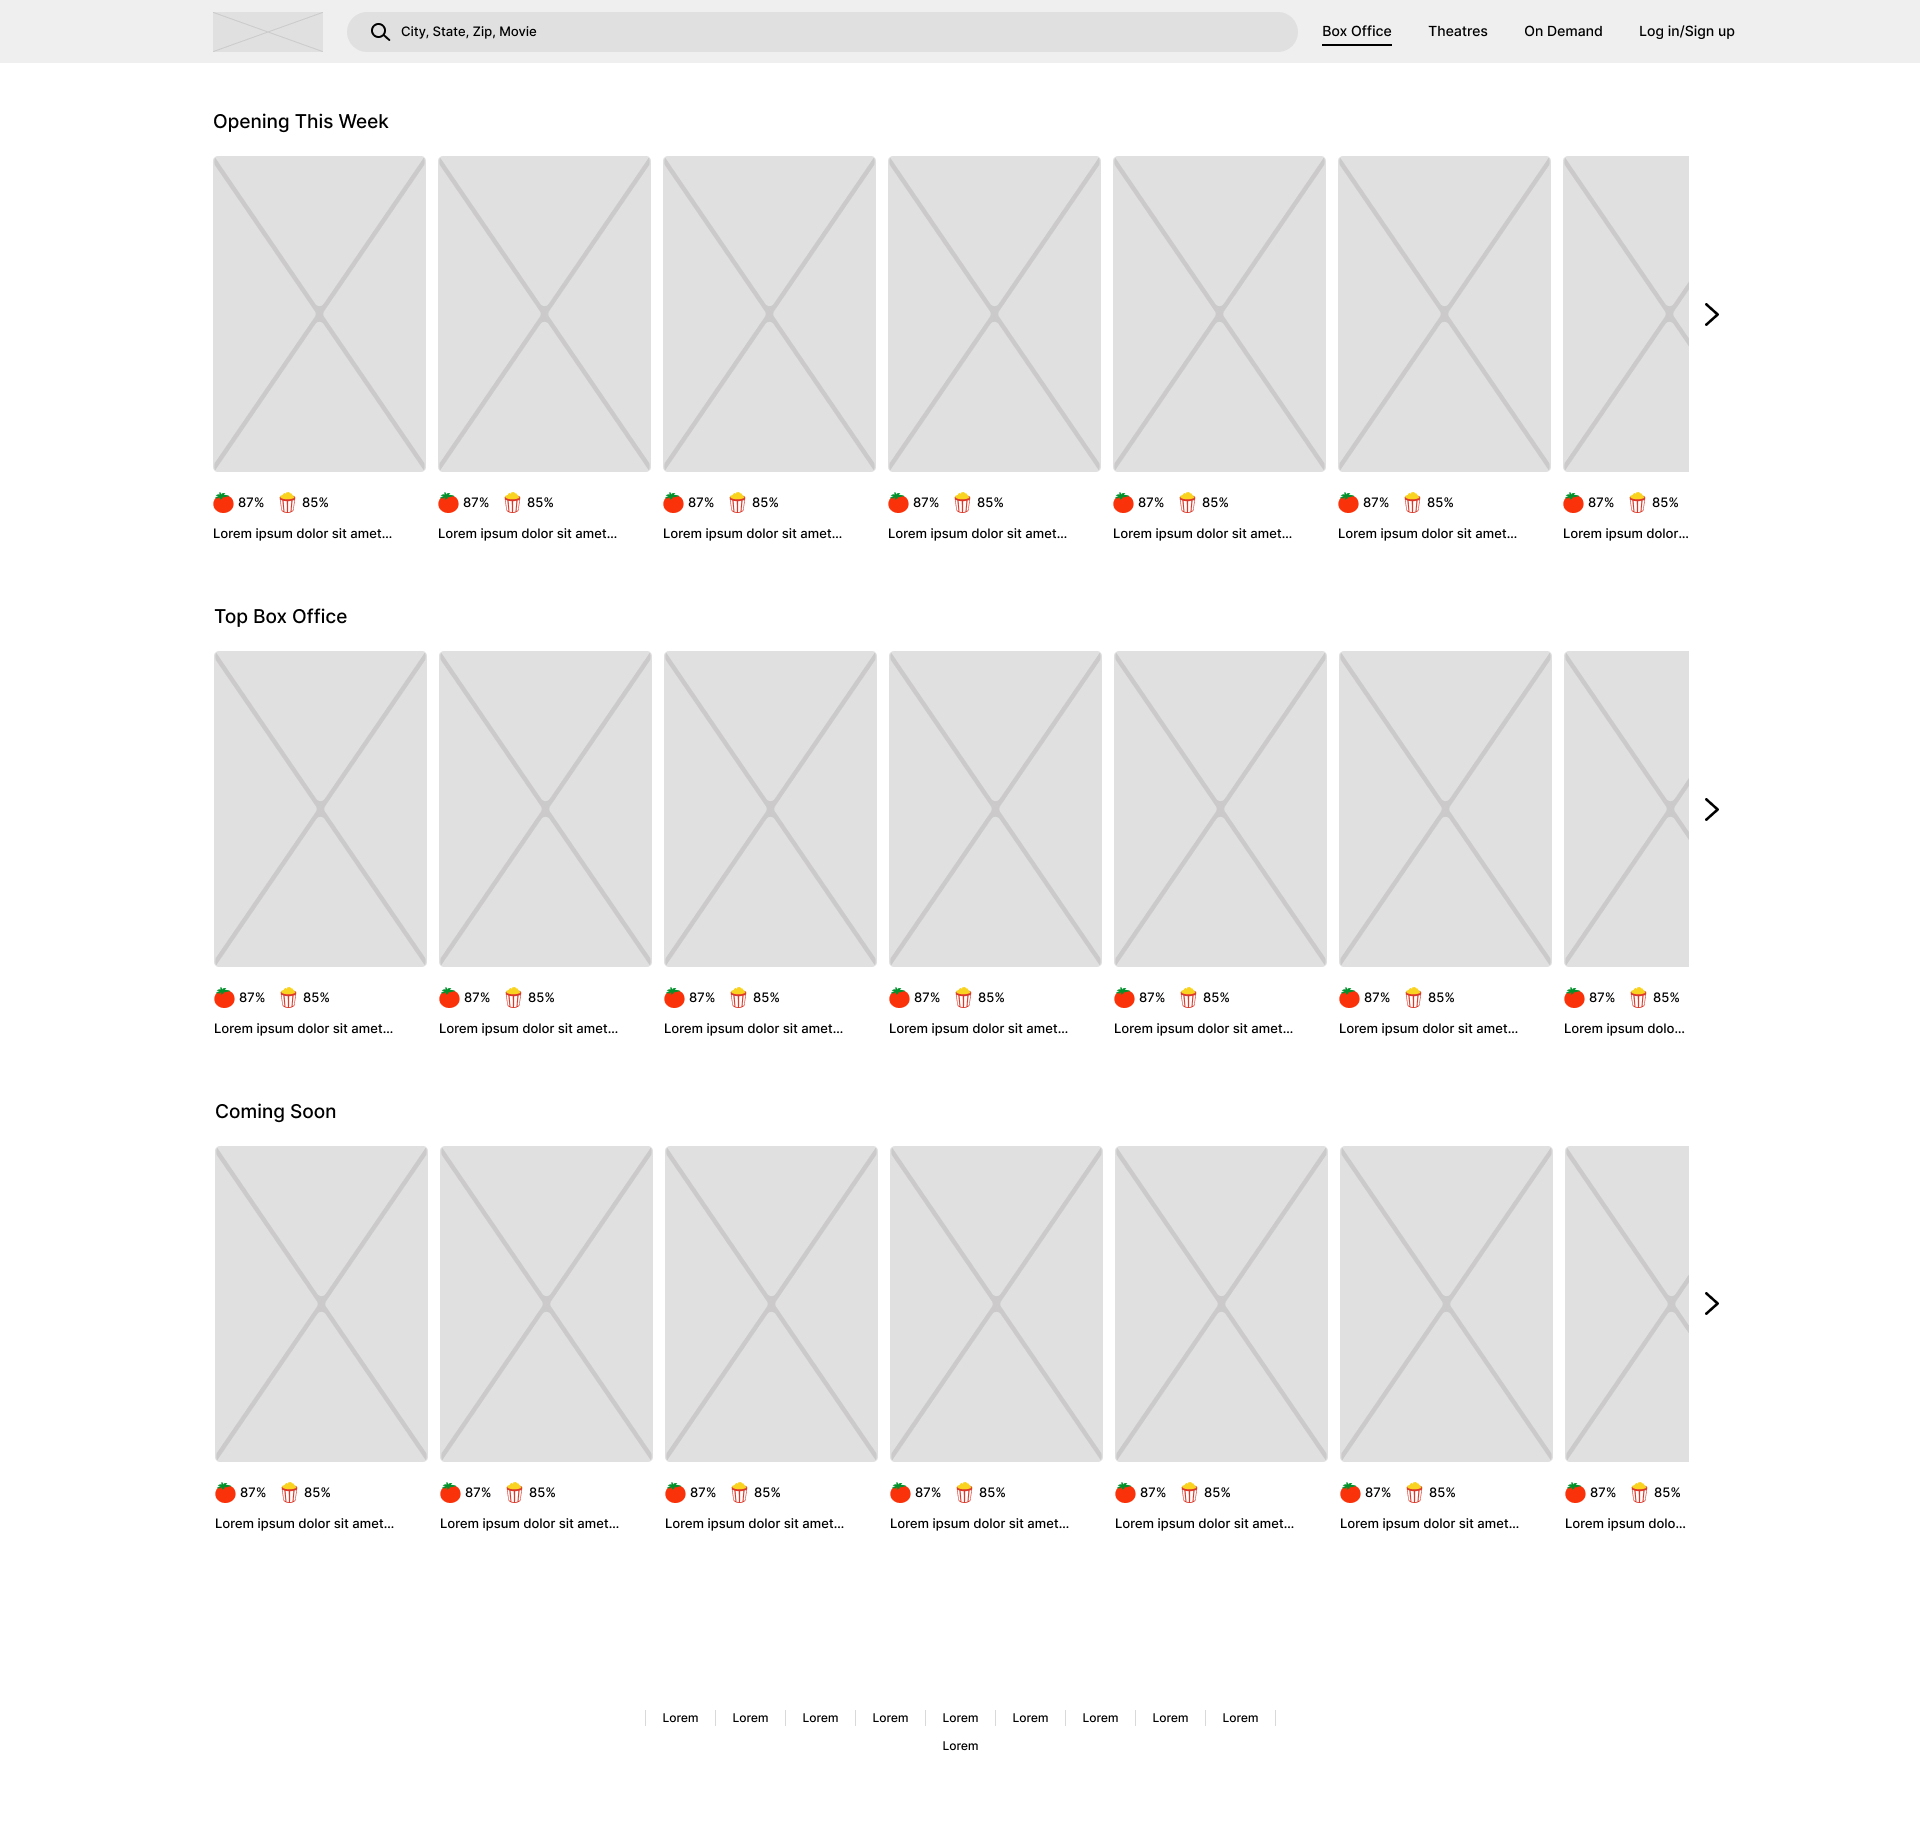 City, State, Zip, Movie
Box Office Theatres On Demand Log in/Sign up
Opening This Week
87% 85% 87% 85% 87% 85% 87% 85% 87% 85% 87% 85% 87% 85%
Lorem ipsum dolor sit amet... Lorem ipsum dolor sit amet... Lorem ipsum dolor sit amet... Lorem ipsum dolor sit amet... Lorem ipsum dolor sit amet... Lorem ipsum dolor sit amet... Lorem ipsum dolor...
Top Box Office
87% 85% 87% 85% 87% 85% 87% 85% 87% 85% 87% 85% 87% 85%
Lorem ipsum dolor sit amet... Lorem ipsum dolor sit amet... Lorem ipsum dolor sit amet... Lorem ipsum dolor sit amet... Lorem ipsum dolor sit amet... Lorem ipsum dolor sit amet... Lorem ipsum dolo...
Coming Soon
87% 85% 87% 85% 87% 85% 87% 85% 87% 85% 87% 85% 87% 85%
Lorem ipsum dolor sit amet... Lorem ipsum dolor sit amet... Lorem ipsum dolor sit amet... Lorem ipsum dolor sit amet... Lorem ipsum dolor sit amet... Lorem ipsum dolor sit amet... Lorem ipsum dolo...
Lorem Lorem Lorem Lorem Lorem Lorem Lorem Lorem Lorem
Lorem